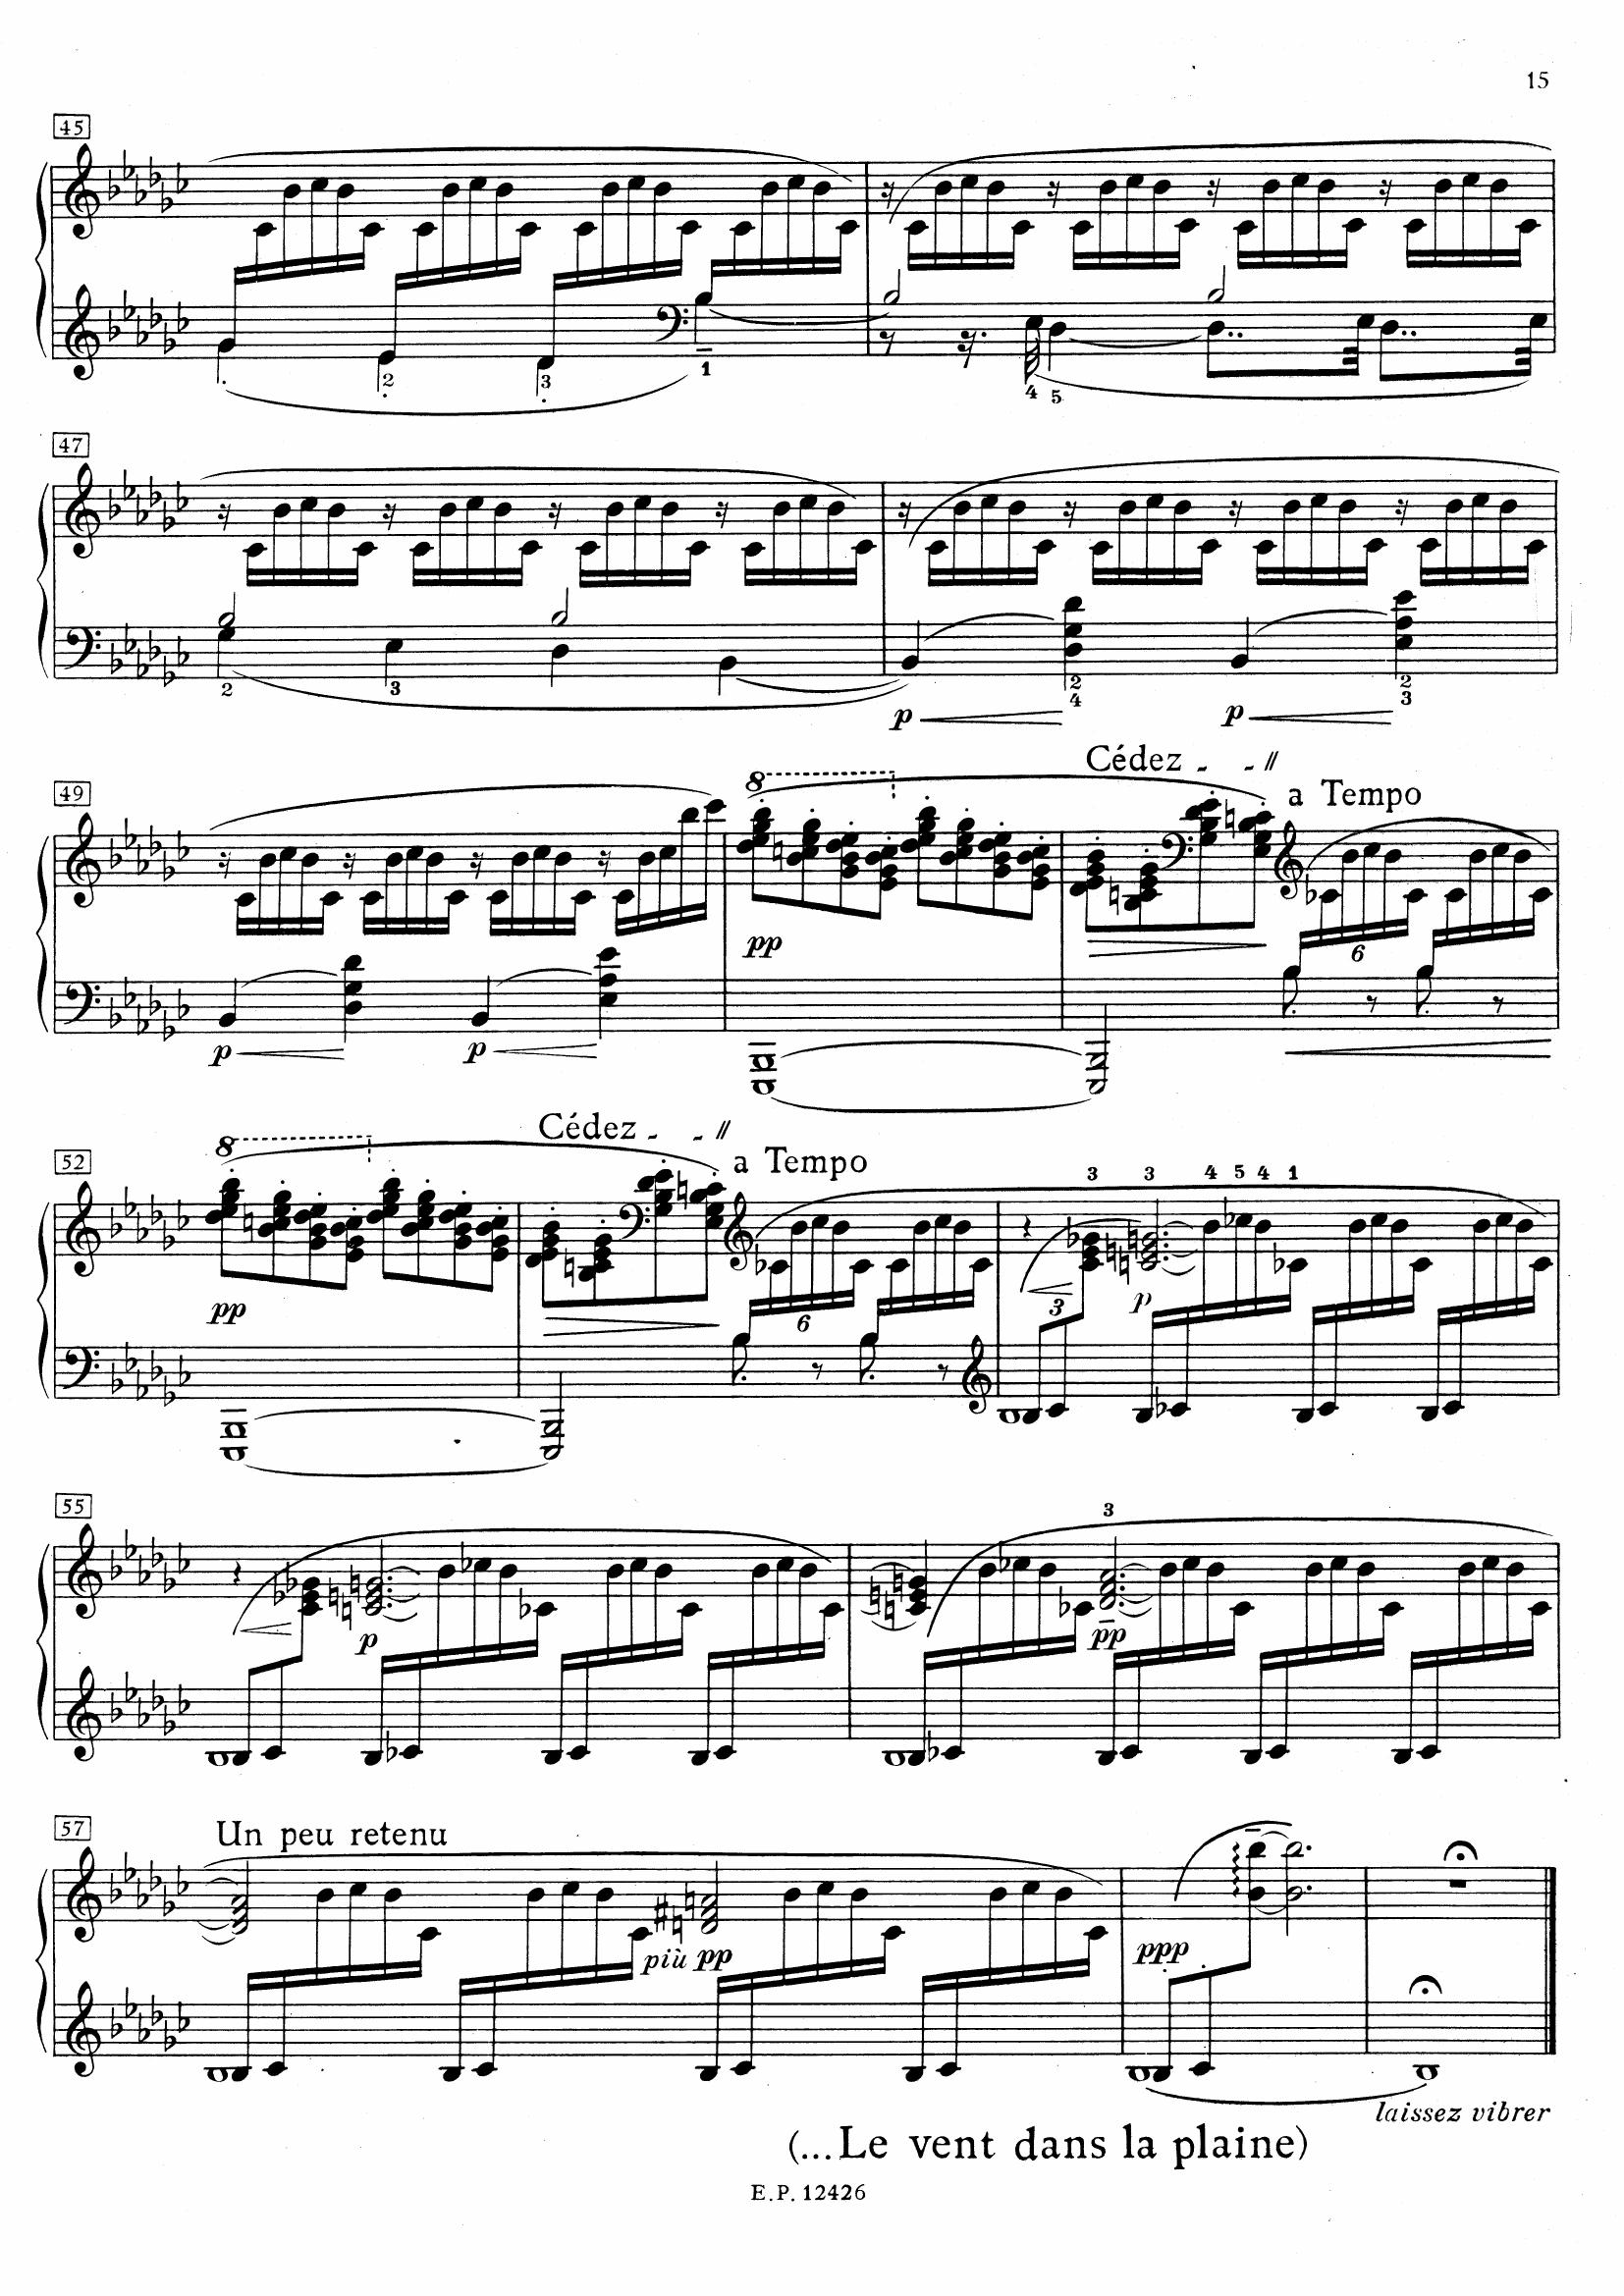 15
45
2 3 1 4 5
47
2 3
p p
2 4 2 3
Cédez - - //
49
8
a Tempo
pp
6
p p
Cédez - - //
52
8
a Tempo
3 3 4 5 4 1
pp
6
3
p
55
3
p
pp
57
Un peu retenu
più pp
ppp
laissez vibrer
(...Le vent dans la plaine)
E.P. 12426